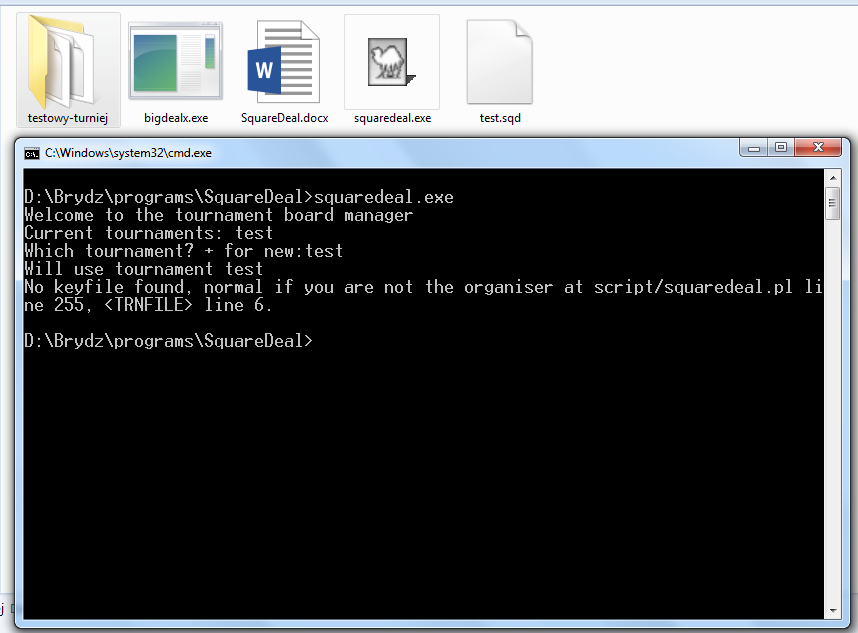 testowy-turniej
bigdealx.exe
SquareDeal.docx
squaredeal.exe
test.sqd
W
C:\Windows\system32\cmd.exe
D:\Brydz\programs\SquareDeal>squaredeal.exe
Welcome to the tournament board manager
Current tournaments: test
Which tournament? + for new:test
Will use tournament test
No keyfile found, normal if you are not the organiser at script/squaredeal.pl li
ne 255, <TRNFILE> line 6.
D:\Brydz\programs\SquareDeal>